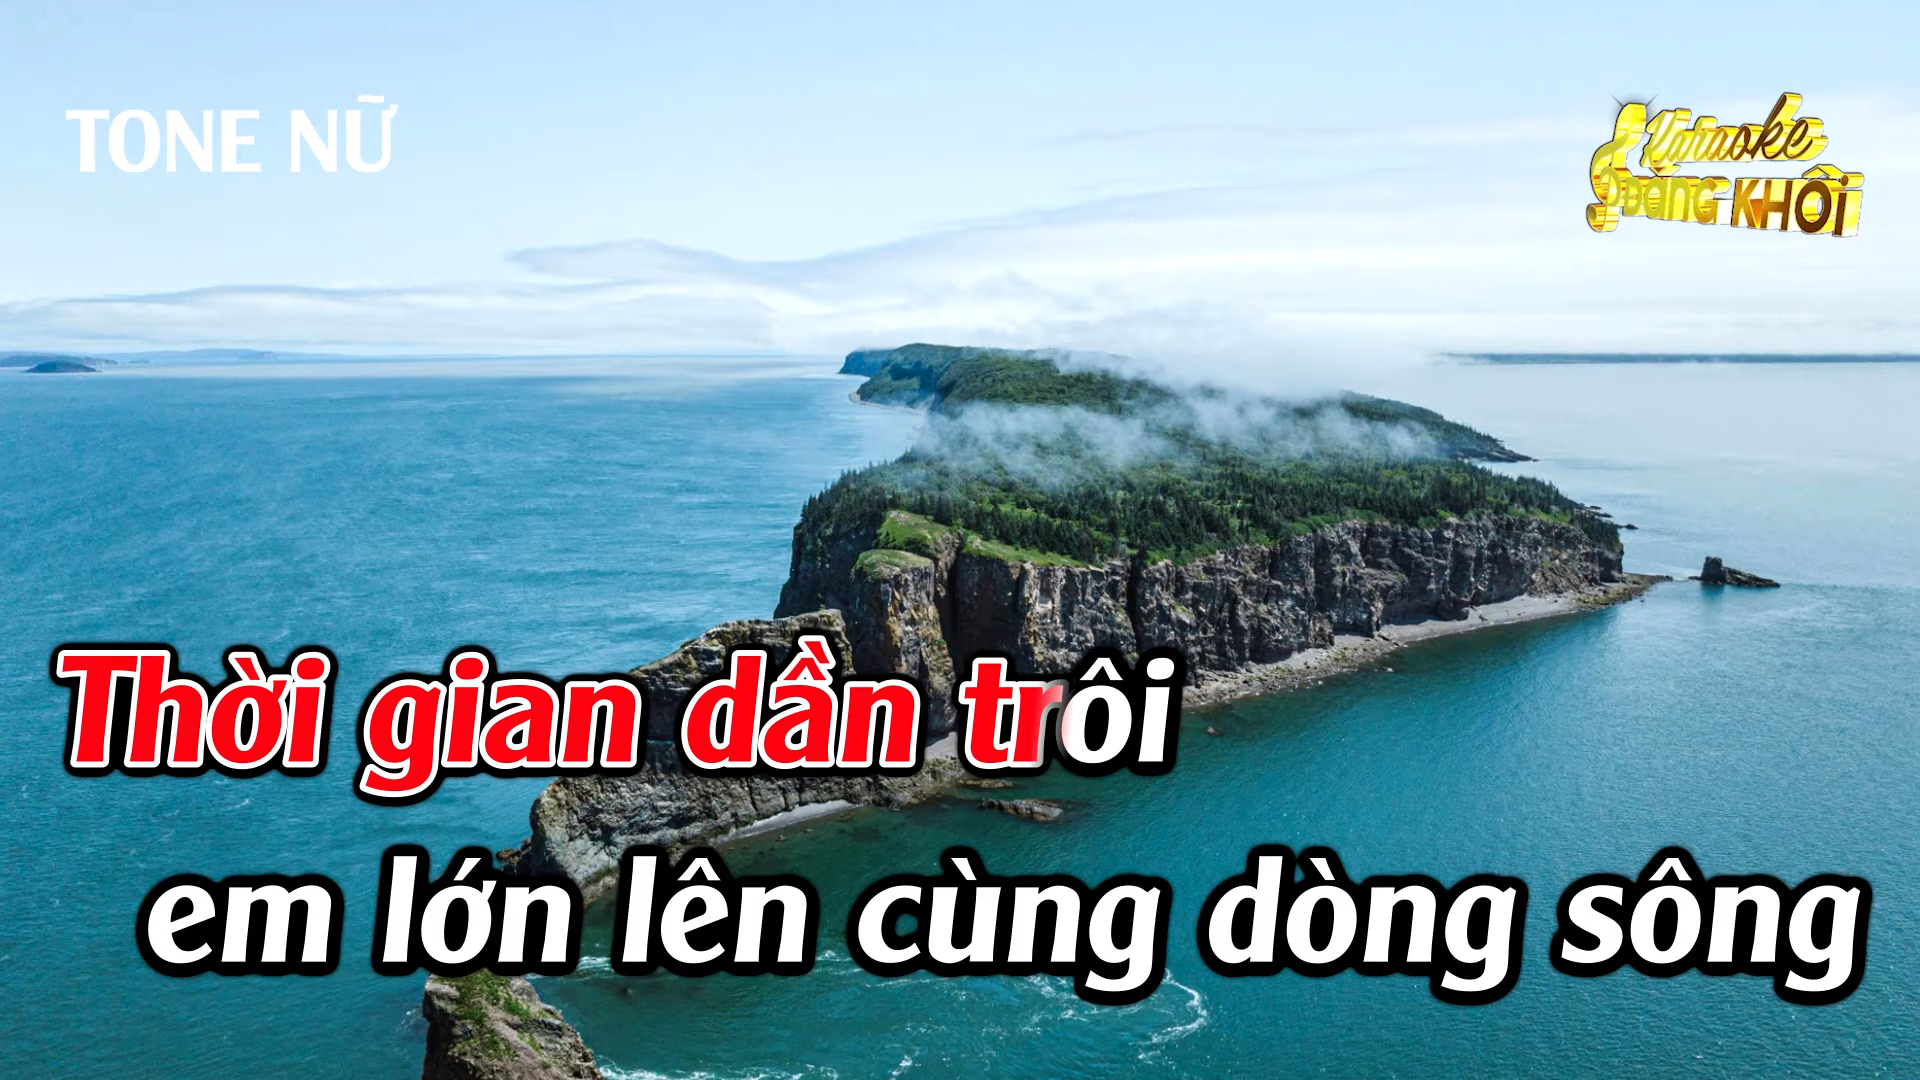 TONE NỮ
Karaoke
ĐĂNG KHÔI
Thời gian dần trôi
em lớn lên cùng dòng sông